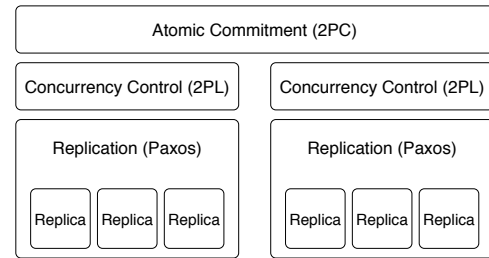 Atomic Commitment (2PC)
Concurrency Control (2PL) Concurrency Control (2PL)
Replication (Paxos) Replication (Paxos)
Replica Replica Replica Replica Replica Replica